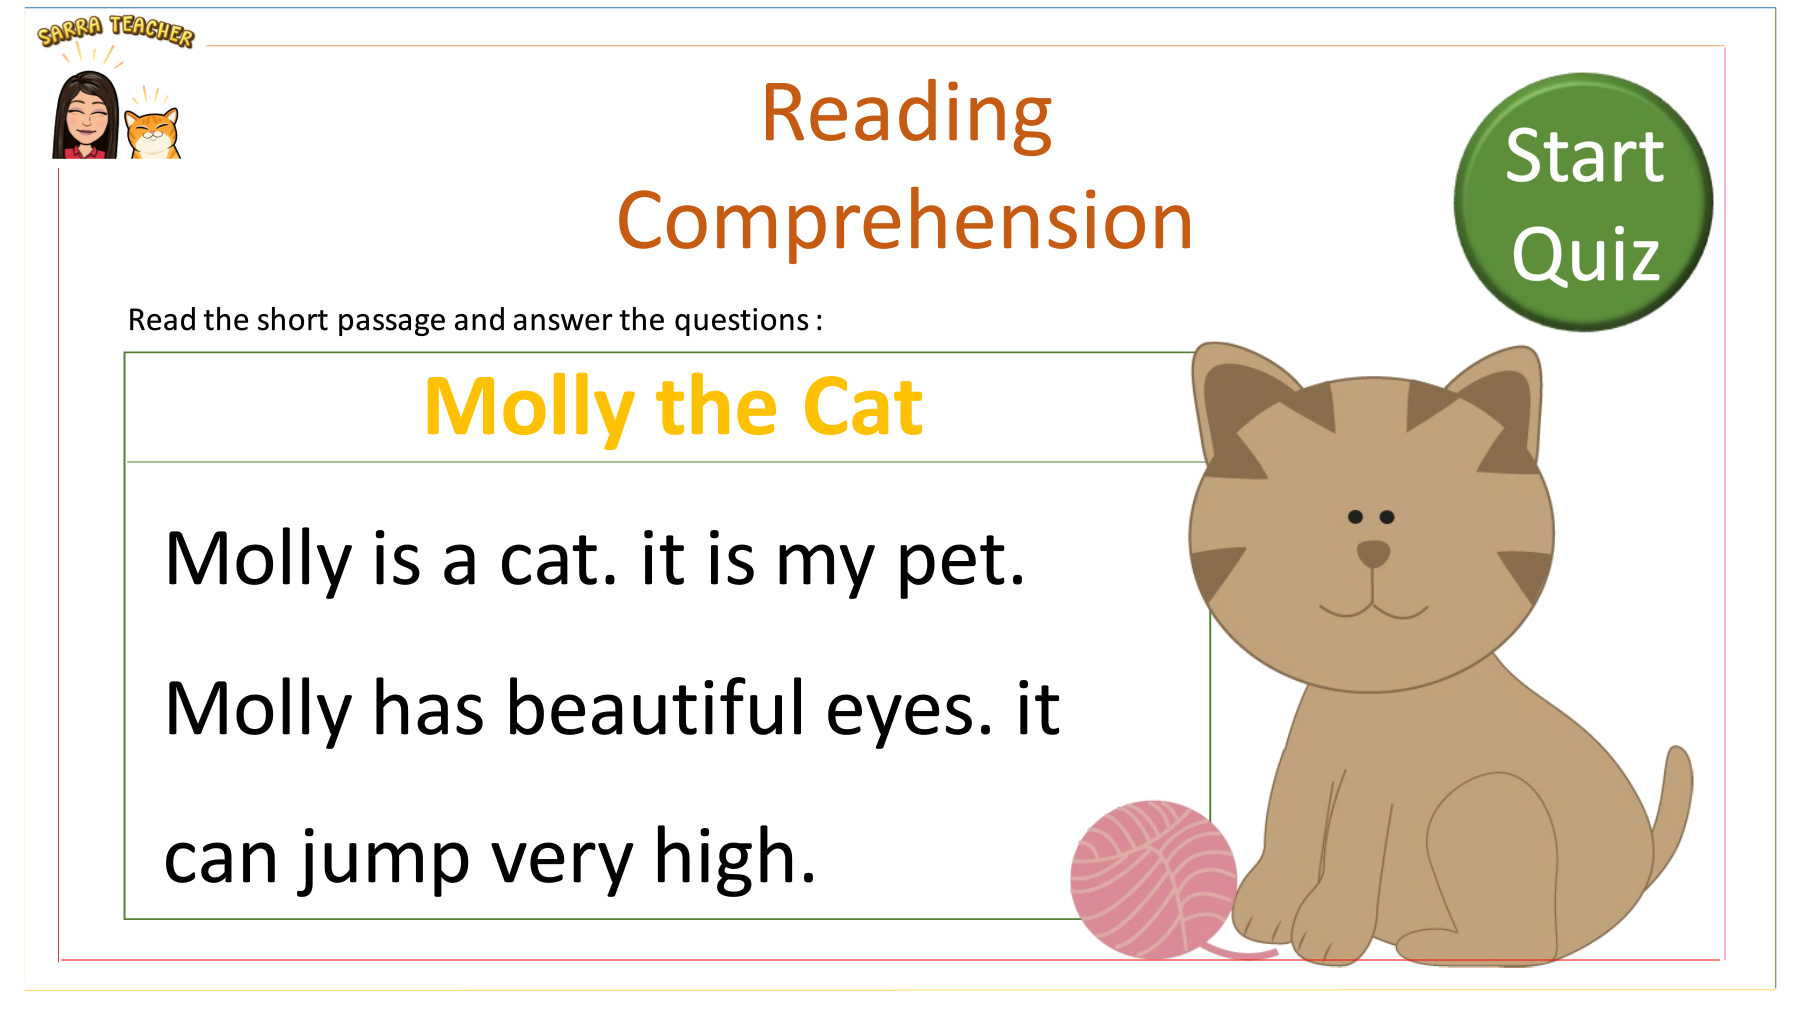 SARRA TEACHER
Reading
Comprehension
Start
Quiz
Read the short passage and answer the questions :
Molly the Cat
Molly is a cat. it is my pet.
Molly has beautiful eyes. it
can jump very high.